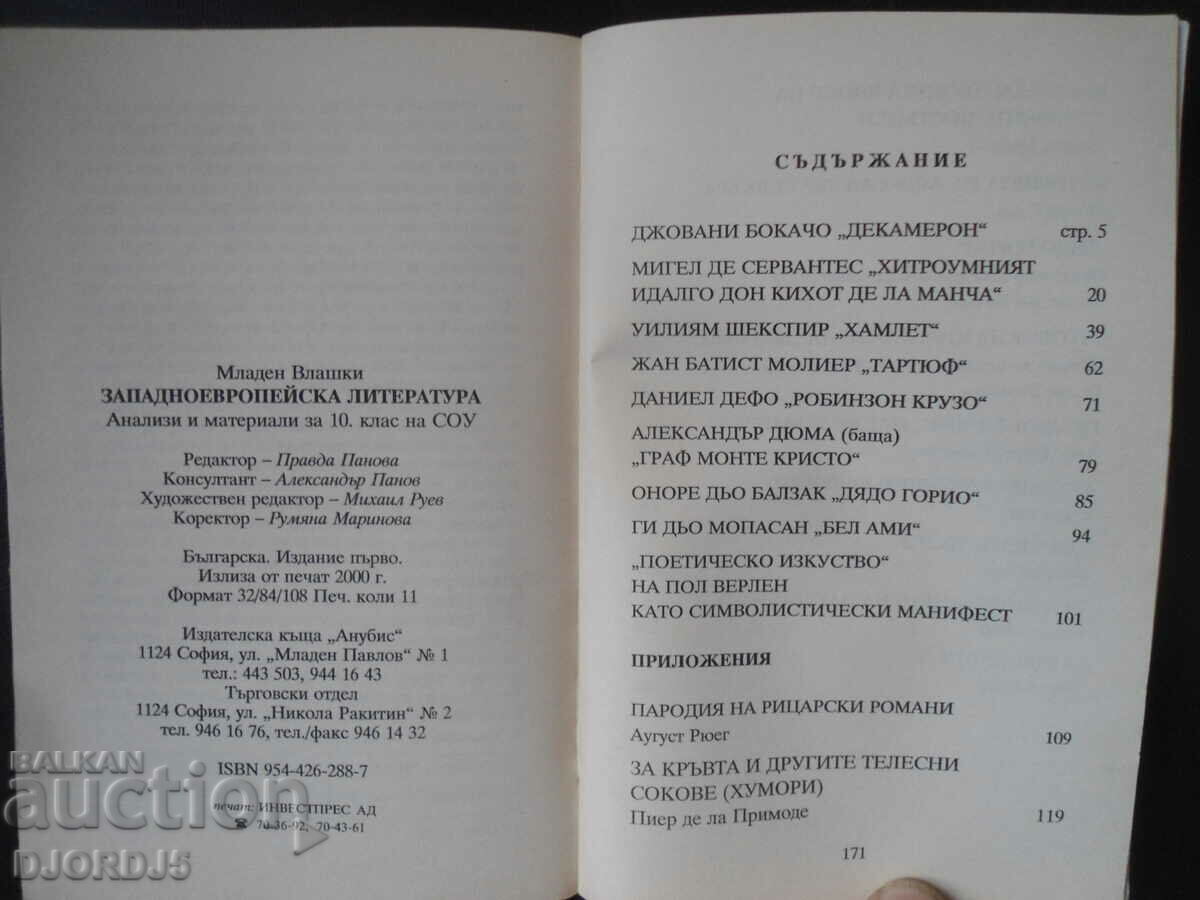 Младен Влашки
ЗАПАДНОЕВРОПЕЙСКА ЛИТЕРАТУРА
Анализи и материали за 10. клас на СОУ
Редактор – Правда Панова
Консултант – Александър Панов
Художествен редактор – Михаил Руев
Коректор – Румяна Маринова
Българска. Издание първо.
Излиза от печат 2000 г.
Формат 32/84/108 Печ. коли 11
Издателска къща „Анубис“
1124 София, ул. „Младен Павлов“ № 1
тел.: 443 503, 944 16 43
Търговски отдел
1124 София, ул. „Никола Ракитин“ № 2
тел. 946 16 76, тел./факс 946 14 32
ISBN 954-426-288-7
печат: ИНВЕСТПРЕС АД
☎ 70-36-92, 70-43-61
BALKAN
auction
DJORDJ5
СЪДЪРЖАНИЕ
ДЖОВАНИ БОКАЧО „ДЕКАМЕРОН“ стр. 5
МИГЕЛ ДЕ СЕРВАНТЕС „ХИТРОУМНИЯТ
ИДАЛГО ДОН КИХОТ ДЕ ЛА МАНЧА“ 20
УИЛИЯМ ШЕКСПИР „ХАМЛЕТ“ 39
ЖАН БАТИСТ МОЛИЕР „ТАРТЮФ“ 62
ДАНИЕЛ ДЕФО „РОБИНЗОН КРУЗО“ 71
АЛЕКСАНДЪР ДЮМА (баща)
„ГРАФ МОНТЕ КРИСТО“ 79
ОНОРЕ ДЬО БАЛЗАК „ДЯДО ГОРИО“ 85
ГИ ДЬО МОПАСАН „БЕЛ АМИ“ 94
„ПОЕТИЧЕСКО ИЗКУСТВО“
НА ПОЛ ВЕРЛЕН
КАТО СИМВОЛИСТИЧЕСКИ МАНИФЕСТ 101
ПРИЛОЖЕНИЯ
ПАРОДИЯ НА РИЦАРСКИ РОМАНИ
Аугуст Рюег 109
ЗА КРЪВТА И ДРУГИТЕ ТЕЛЕСНИ
СОКОВЕ (ХУМОРИ)
Пиер де ла Примоде 119
171